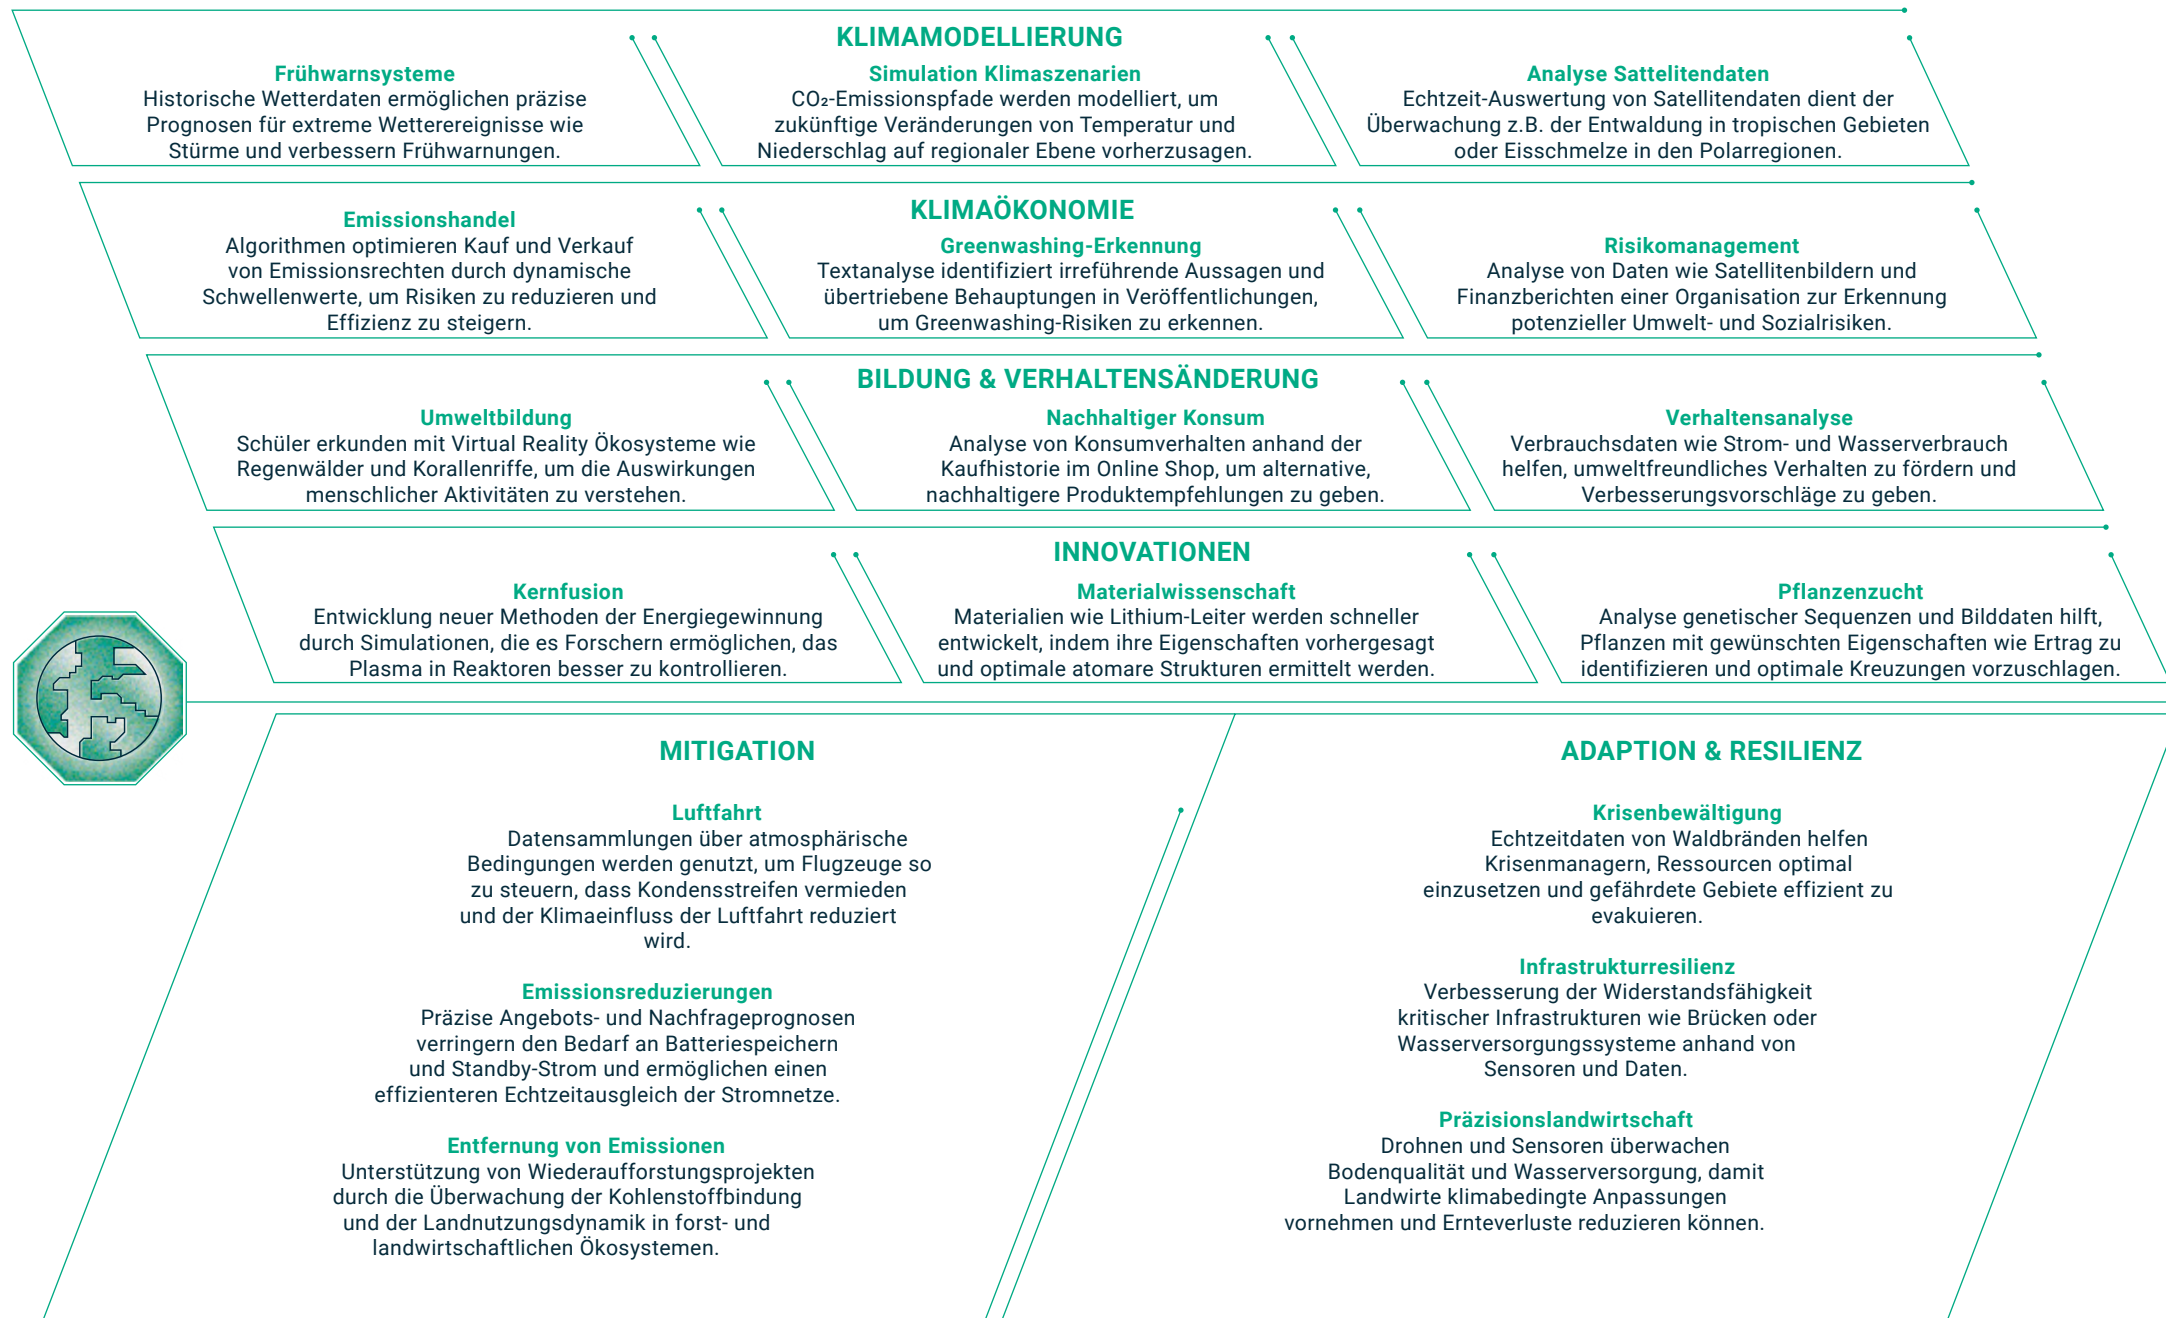 KLIMAMODELLIERUNG
Frühwarnsysteme
Historische Wetterdaten ermöglichen präzise
Prognosen für extreme Wetterereignisse wie
Stürme und verbessern Frühwarnungen.
Simulation Klimaszenarien
CO₂-Emissionspfade werden modelliert, um
zukünftige Veränderungen von Temperatur und
Niederschlag auf regionaler Ebene vorherzusagen.
Analyse Sattelitendaten
Echtzeit-Auswertung von Satellitendaten dient der
Überwachung z.B. der Entwaldung in tropischen Gebieten
oder Eisschmelze in den Polarregionen.
KLIMAÖKONOMIE
Emissionshandel
Algorithmen optimieren Kauf und Verkauf
von Emissionsrechten durch dynamische
Schwellenwerte, um Risiken zu reduzieren und
Effizienz zu steigern.
Greenwashing-Erkennung
Textanalyse identifiziert irreführende Aussagen und
übertriebene Behauptungen in Veröffentlichungen,
um Greenwashing-Risiken zu erkennen.
Risikomanagement
Analyse von Daten wie Satellitenbildern und
Finanzberichten einer Organisation zur Erkennung
potenzieller Umwelt- und Sozialrisiken.
BILDUNG & VERHALTENSÄNDERUNG
Umweltbildung
Schüler erkunden mit Virtual Reality Ökosysteme wie
Regenwälder und Korallenriffe, um die Auswirkungen
menschlicher Aktivitäten zu verstehen.
Nachhaltiger Konsum
Analyse von Konsumverhalten anhand der
Kaufhistorie im Online Shop, um alternative,
nachhaltigere Produktempfehlungen zu geben.
Verhaltensanalyse
Verbrauchsdaten wie Strom- und Wasserverbrauch
helfen, umweltfreundliches Verhalten zu fördern und
Verbesserungsvorschläge zu geben.
INNOVATIONEN
Kernfusion
Entwicklung neuer Methoden der Energiegewinnung
durch Simulationen, die es Forschern ermöglichen, das
Plasma in Reaktoren besser zu kontrollieren.
Materialwissenschaft
Materialien wie Lithium-Leiter werden schneller
entwickelt, indem ihre Eigenschaften vorhergesagt
und optimale atomare Strukturen ermittelt werden.
Pflanzenzucht
Analyse genetischer Sequenzen und Bilddaten hilft,
Pflanzen mit gewünschten Eigenschaften wie Ertrag zu
identifizieren und optimale Kreuzungen vorzuschlagen.
MITIGATION
Luftfahrt
Datensammlungen über atmosphärische
Bedingungen werden genutzt, um Flugzeuge so
zu steuern, dass Kondensstreifen vermieden
und der Klimaeinfluss der Luftfahrt reduziert
wird.
Emissionsreduzierungen
Präzise Angebots- und Nachfrageprognosen
verringern den Bedarf an Batteriespeichern
und Standby-Strom und ermöglichen einen
effizienteren Echtzeitausgleich der Stromnetze.
Entfernung von Emissionen
Unterstützung von Wiederaufforstungsprojekten
durch die Überwachung der Kohlenstoffbindung
und der Landnutzungsdynamik in forst- und
landwirtschaftlichen Ökosystemen.
ADAPTION & RESILIENZ
Krisenbewältigung
Echtzeitdaten von Waldbränden helfen
Krisenmanagern, Ressourcen optimal
einzusetzen und gefährdete Gebiete effizient zu
evakuieren.
Infrastrukturresilienz
Verbesserung der Widerstandsfähigkeit
kritischer Infrastrukturen wie Brücken oder
Wasserversorgungssysteme anhand von
Sensoren und Daten.
Präzisionslandwirtschaft
Drohnen und Sensoren überwachen
Bodenqualität und Wasserversorgung, damit
Landwirte klimabedingte Anpassungen
vornehmen und Ernteverluste reduzieren können.